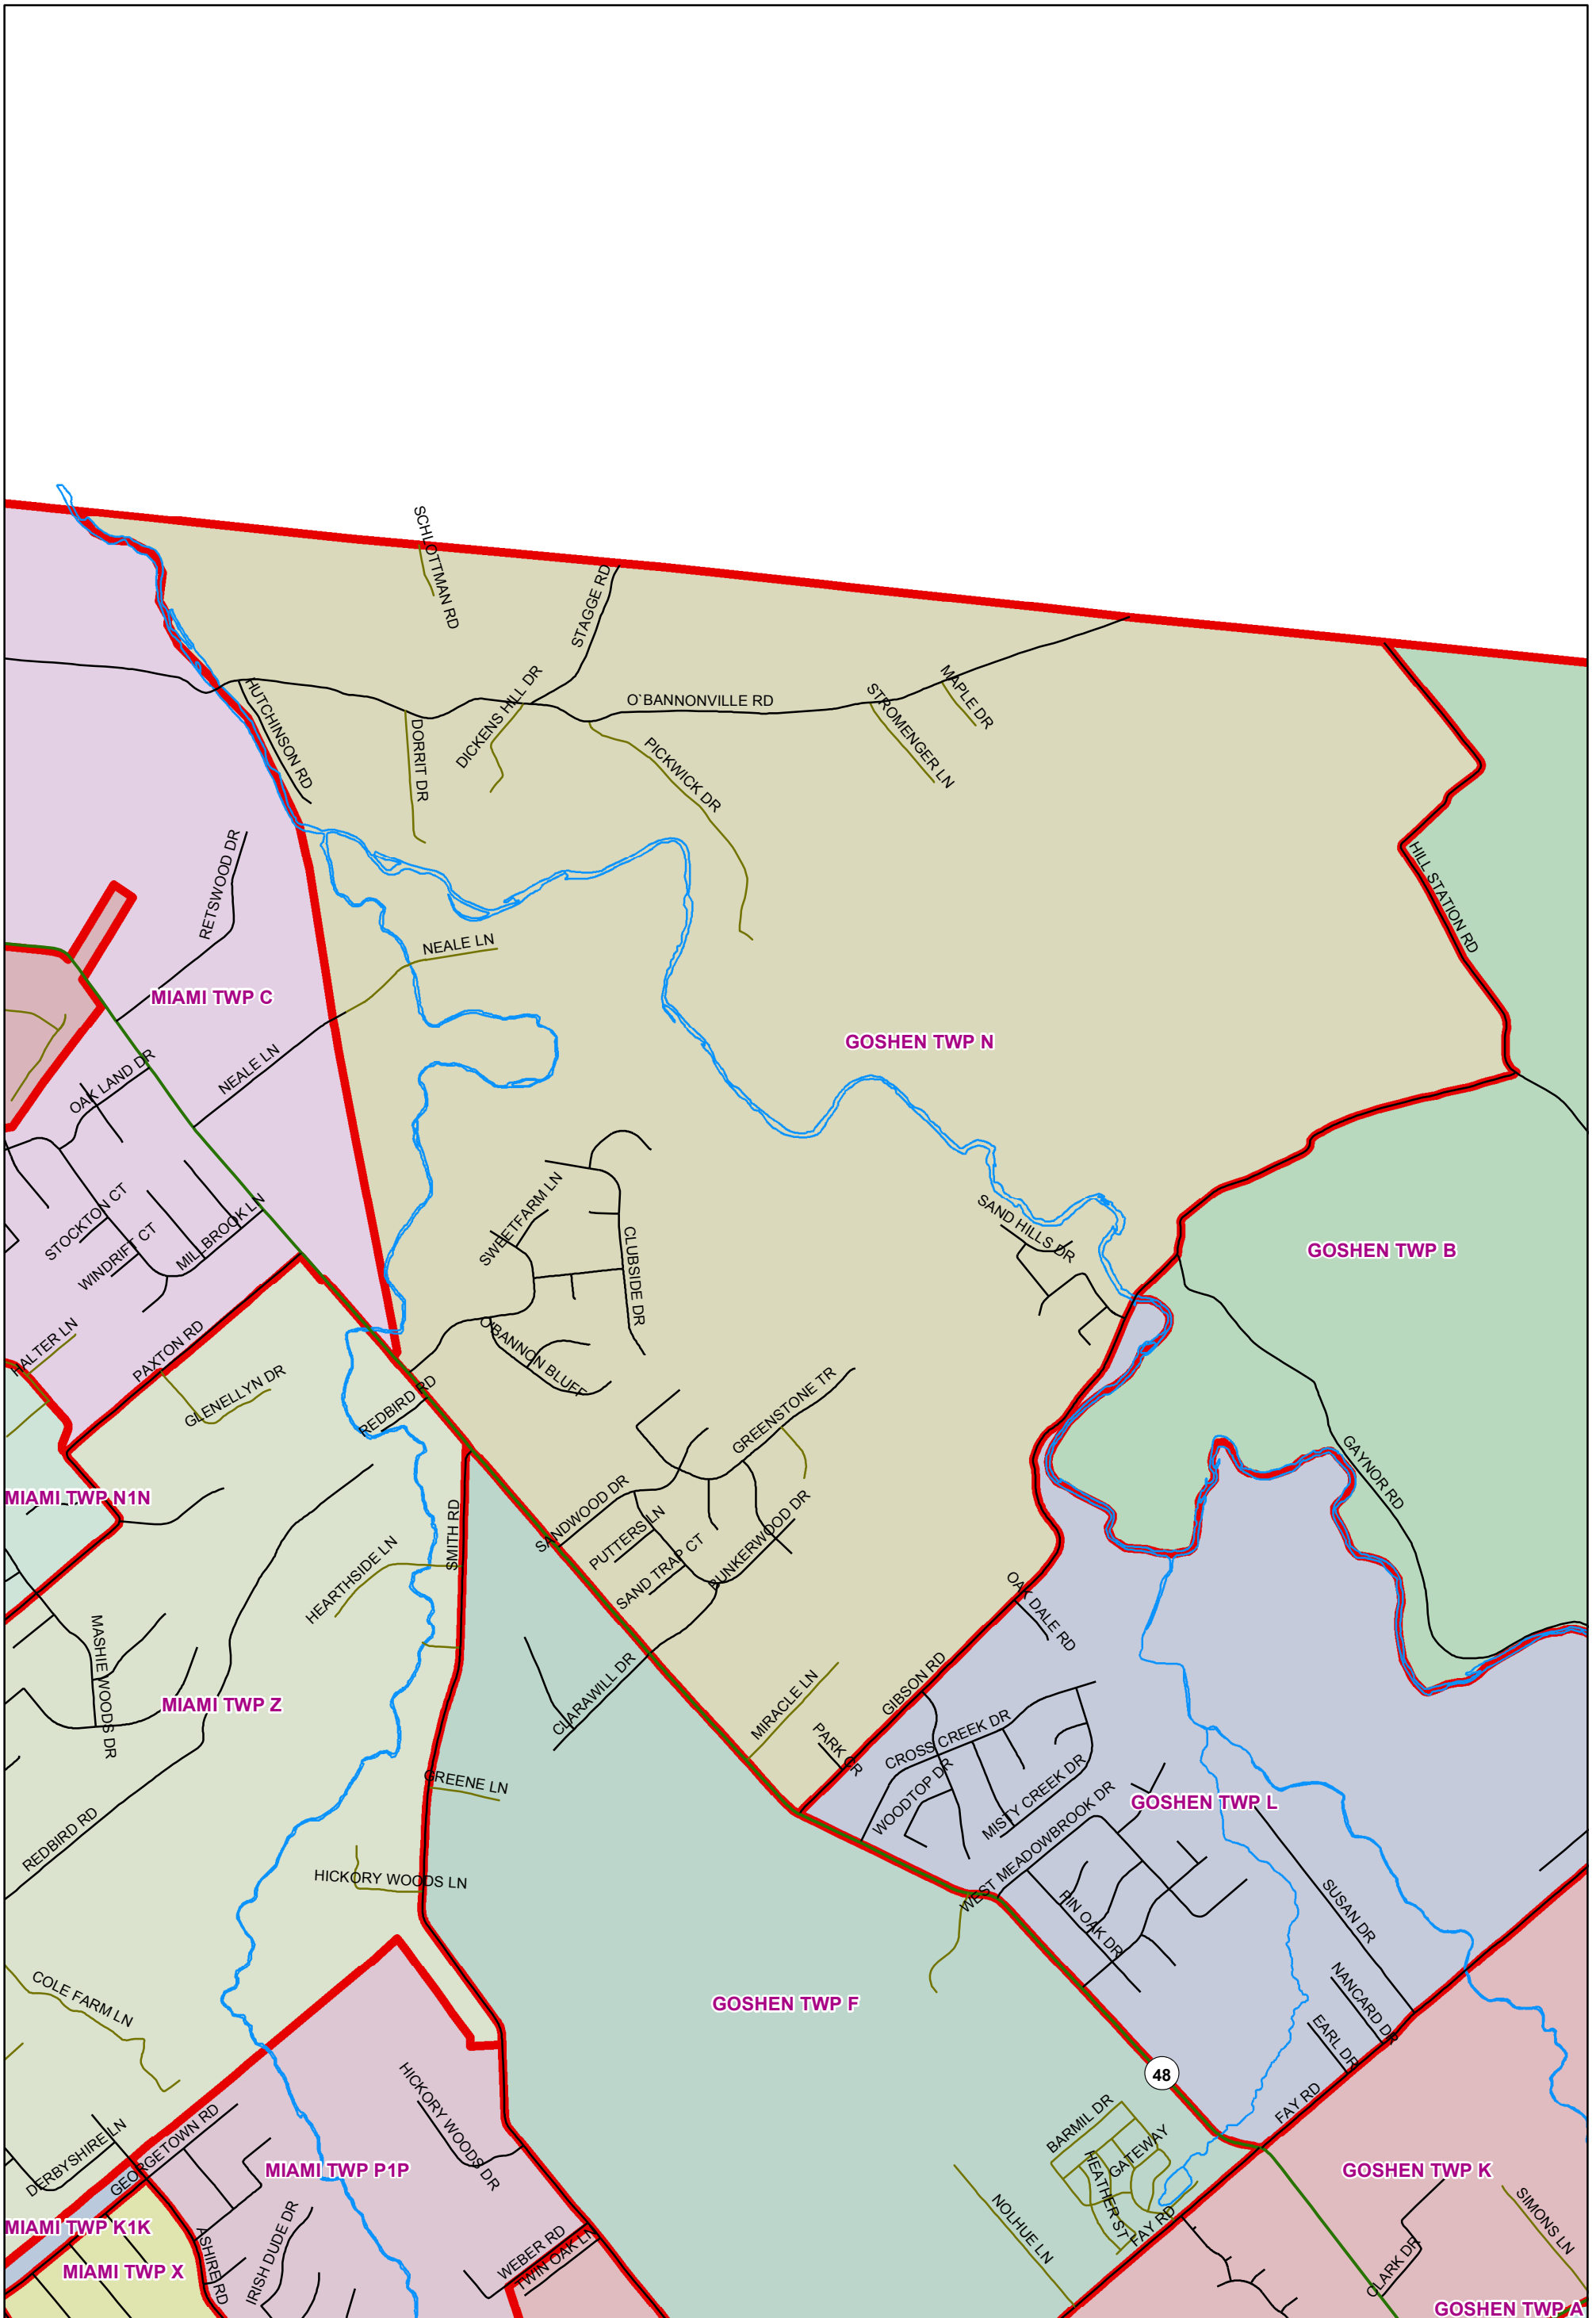 SCHLOTTMAN RD
STAGGE RD
HUTCHINSON RD
DORRIT DR
DICKENS HILL DR
O`BANNONVILLE RD
PICKWICK DR
STROMENGER LN
MAPLE DR
HILL STATION RD
RETSWOOD DR
NEALE LN
MIAMI TWP C
GOSHEN TWP N
OAK LAND DR
NEALE LN
STOCKTON CT
WINDRIFT CT
MILLBROOK LN
SWEETFARM LN
CLUBSIDE DR
SAND HILLS DR
GOSHEN TWP B
HALTER LN
PAXTON RD
GLENELLYN DR
O'BANNON BLUFF
REDBIRD RD
GREENSTONE TR
GAYNOR RD
MIAMI TWP N1N
SMITH RD
SANDWOOD DR
PUTTERS LN
SAND TRAP CT
BUNKERWOOD DR
HEARTHSIDE LN
OAK DALE RD
MASHIE WOODS DR
MIAMI TWP Z
CLARAWILL DR
MIRACLE LN
GIBSON RD
PARK CR
CROSS CREEK DR
WOODTOP DR
MISTY CREEK DR
GOSHEN TWP L
GREENE LN
REDBIRD RD
HICKORY WOODS LN
WEST MEADOWBROOK DR
PIN OAK DR
SUSAN DR
NANCARD DR
EARL DR
COLE FARM LN
GOSHEN TWP F
48
FAY RD
HICKORY WOODS DR
BARMIL DR
GATEWAY
HEATHER ST
FAY RD
DERBYSHIRE LN
GEORGETOWN RD
MIAMI TWP P1P
GOSHEN TWP K
NOLHUE LN
SIMONS LN
MIAMI TWP K1K
ASHIRE RD
IRISH DUDE DR
WEBER RD
TWIN OAK LN
MIAMI TWP X
CLARK DR
GOSHEN TWP A